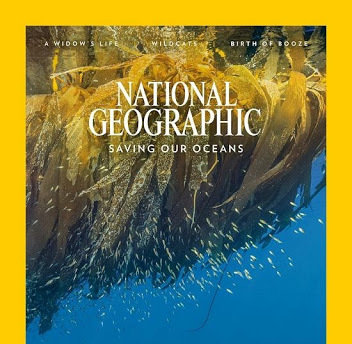 A WIDOW'S LIFE WILDCATS BIRTH OF BOOZE
NATIONAL
GEOGRAPHIC
SAVING OUR OCEANS